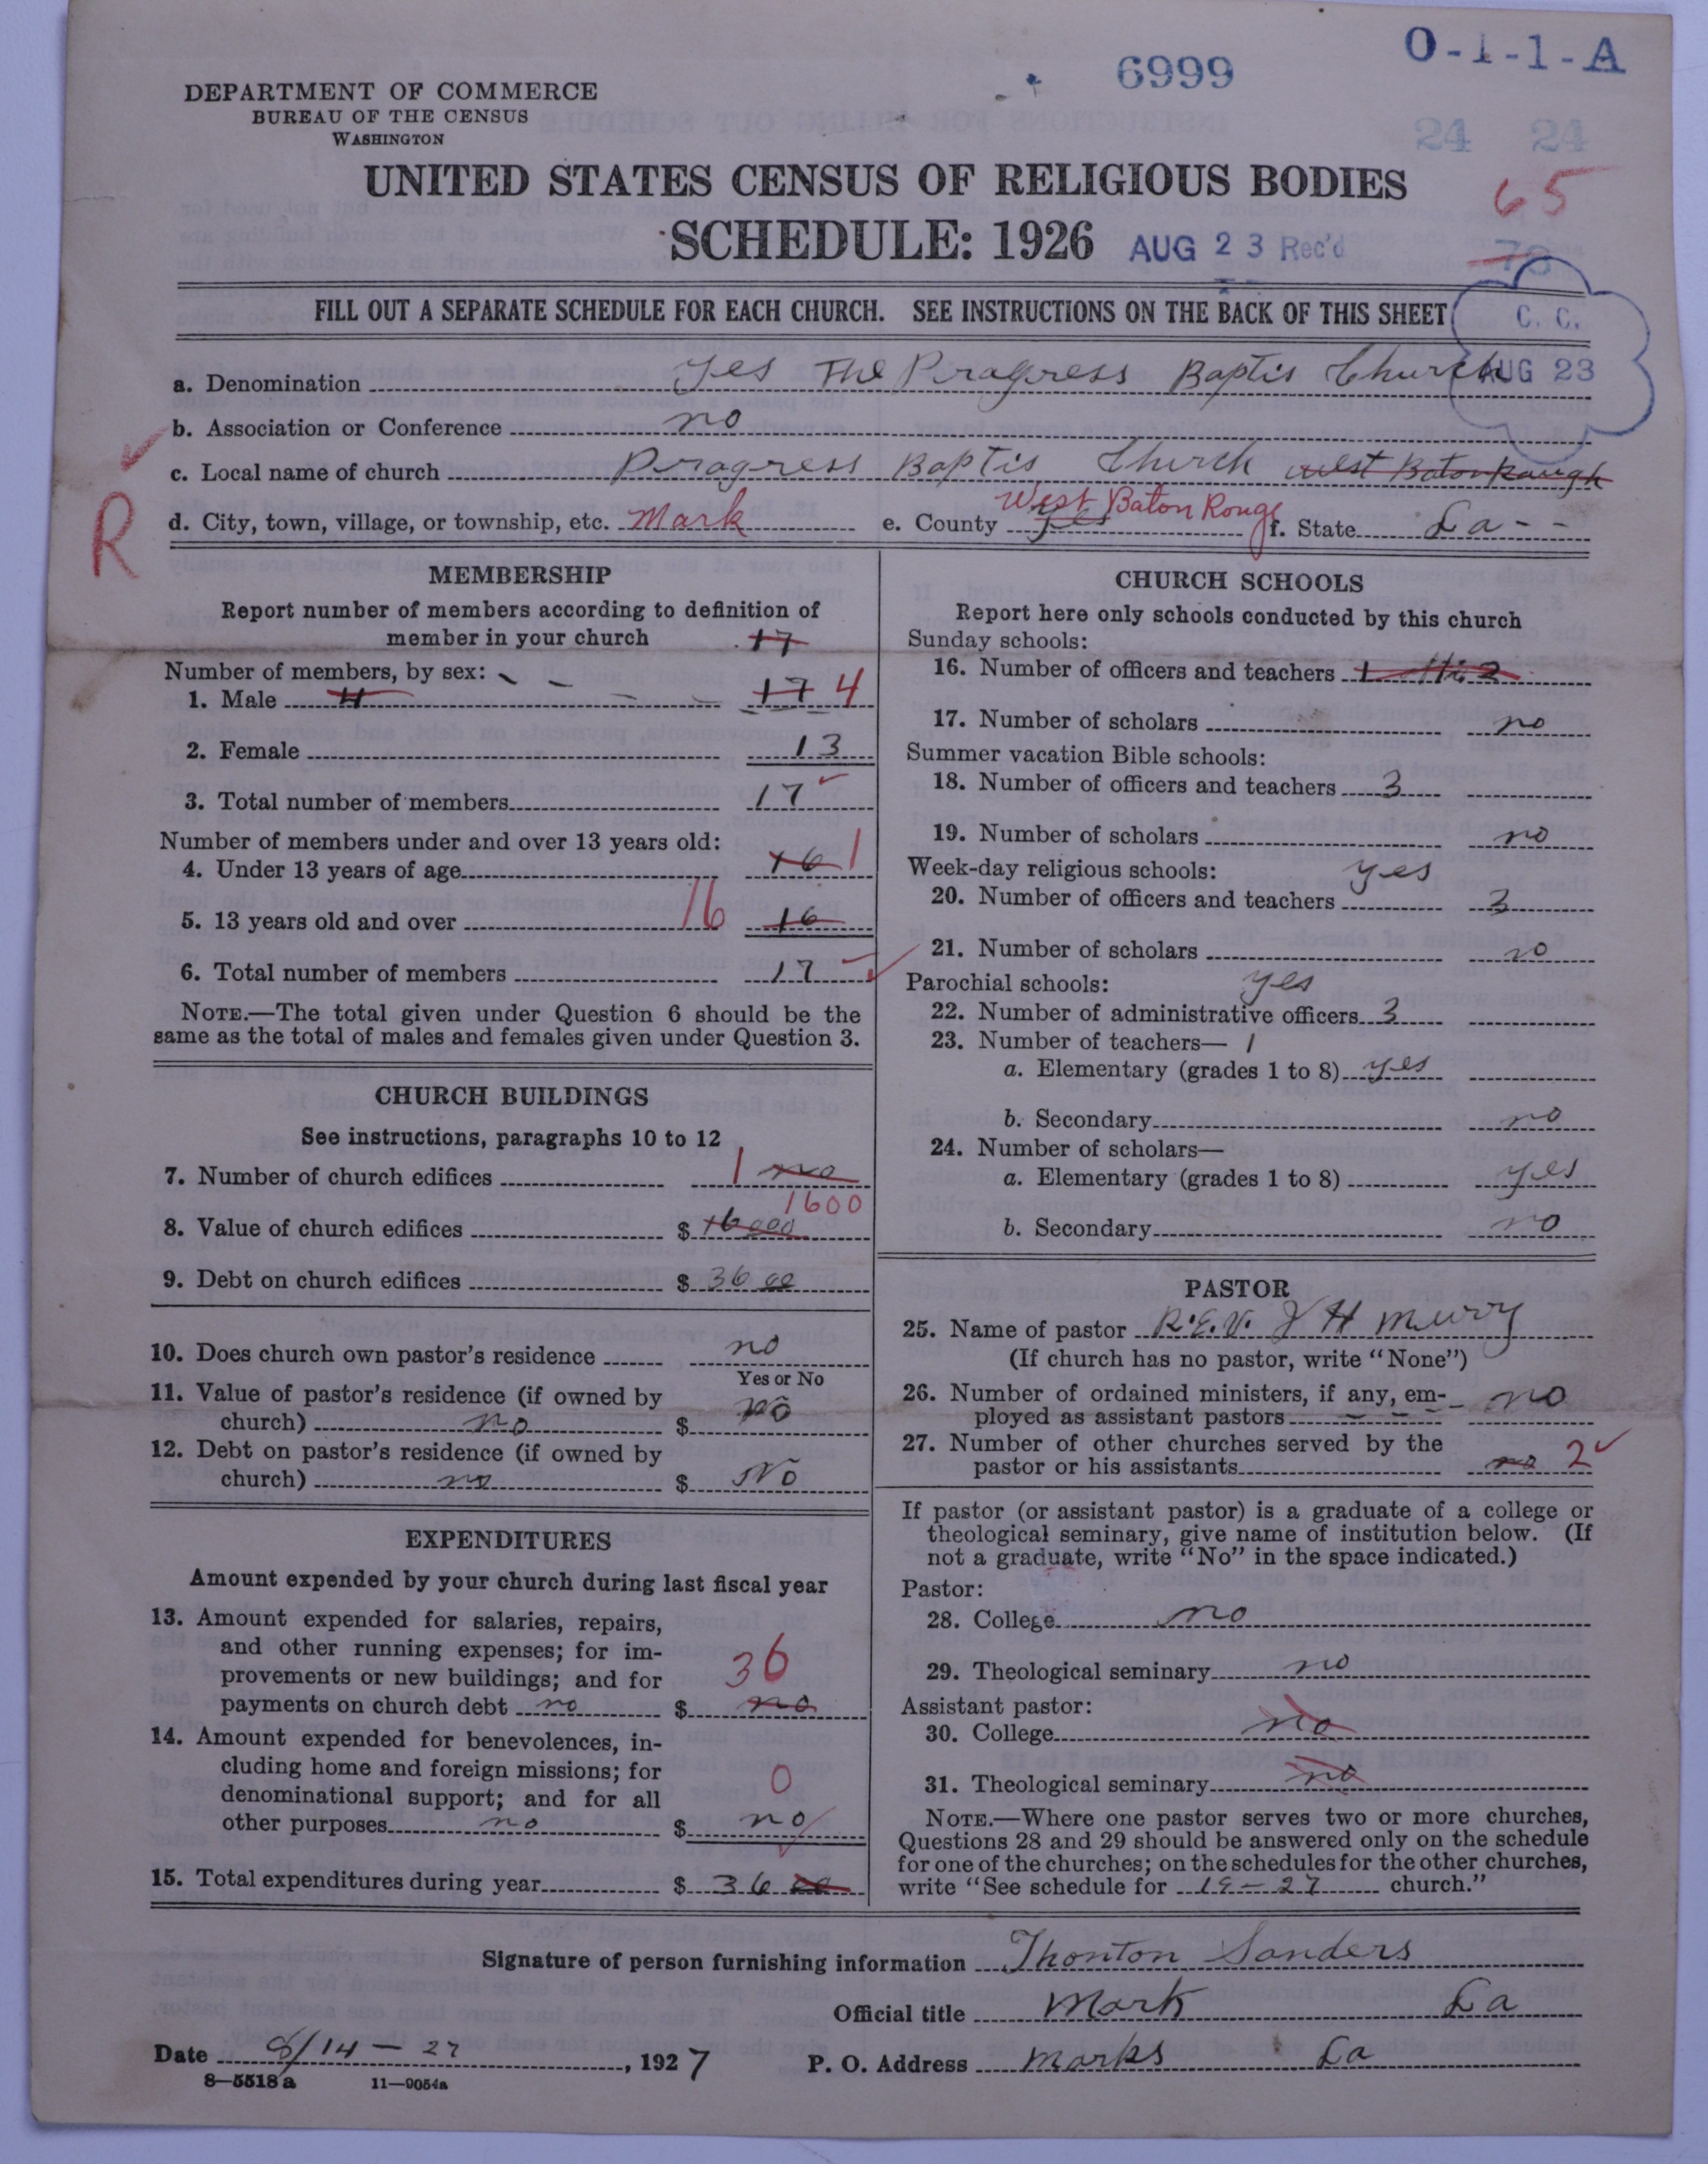 O-1-1-A
6999
DEPARTMENT OF COMMERCE
BUREAU OF THE CENSUS
WASHINGTON
24 24
UNITED STATES CENSUS OF RELIGIOUS BODIES
65
SCHEDULE: 1926 AUG 23 Rec'd
78
FILL OUT A SEPARATE SCHEDULE FOR EACH CHURCH. SEE INSTRUCTIONS ON THE BACK OF THIS SHEET
C. C.
AUG 23
a. Denomination Yes The Progress Baptis Church
b. Association or Conference no
c. Local name of church Progress Baptis Church West Baton Raugh
R
d. City, town, village, or township, etc. Mark e. County yes West Baton Rouge f. State La - -
MEMBERSHIP
Report number of members according to definition of
member in your church 17
Number of members, by sex:
1. Male 4 17 4
2. Female 13
3. Total number of members 17
Number of members under and over 13 years old:
4. Under 13 years of age 16 1
5. 13 years old and over 16 16
6. Total number of members 17
NOTE.—The total given under Question 6 should be the
same as the total of males and females given under Question 3.
CHURCH BUILDINGS
See instructions, paragraphs 10 to 12
7. Number of church edifices 1 no
1600
8. Value of church edifices $ 16 000
9. Debt on church edifices $ 36 00
10. Does church own pastor's residence no
Yes or No
11. Value of pastor's residence (if owned by
church) no $ no
12. Debt on pastor's residence (if owned by
church) no $ No
EXPENDITURES
Amount expended by your church during last fiscal year
13. Amount expended for salaries, repairs,
and other running expenses; for im-
provements or new buildings; and for 36
payments on church debt no $ no
14. Amount expended for benevolences, in-
cluding home and foreign missions; for
denominational support; and for all 0
other purposes no $ no
15. Total expenditures during year $ 36 00
CHURCH SCHOOLS
Report here only schools conducted by this church
Sunday schools:
16. Number of officers and teachers
17. Number of scholars no
Summer vacation Bible schools:
18. Number of officers and teachers 3
19. Number of scholars no
Week-day religious schools: yes
20. Number of officers and teachers 3
21. Number of scholars no
Parochial schools: yes
22. Number of administrative officers 3
23. Number of teachers— 1
a. Elementary (grades 1 to 8) yes
b. Secondary no
24. Number of scholars—
a. Elementary (grades 1 to 8) yes
b. Secondary no
PASTOR
25. Name of pastor R.E.V. J H
(If church has no pastor, write "None")
26. Number of ordained ministers, if any, em-
ployed as assistant pastors no
27. Number of other churches served by the
pastor or his assistants no 2
If pastor (or assistant pastor) is a graduate of a college or
theological seminary, give name of institution below. (If
not a graduate, write "No" in the space indicated.)
Pastor:
28. College no
29. Theological seminary no
Assistant pastor:
30. College no
31. Theological seminary no
NOTE.—Where one pastor serves two or more churches,
Questions 28 and 29 should be answered only on the schedule
for one of the churches; on the schedules for the other churches,
write "See schedule for 19-27 church."
Signature of person furnishing information Thonton Sanders
Official title Mark La
Date 8/14-27, 1927 P. O. Address Marks La
8-5518a 11-9054a